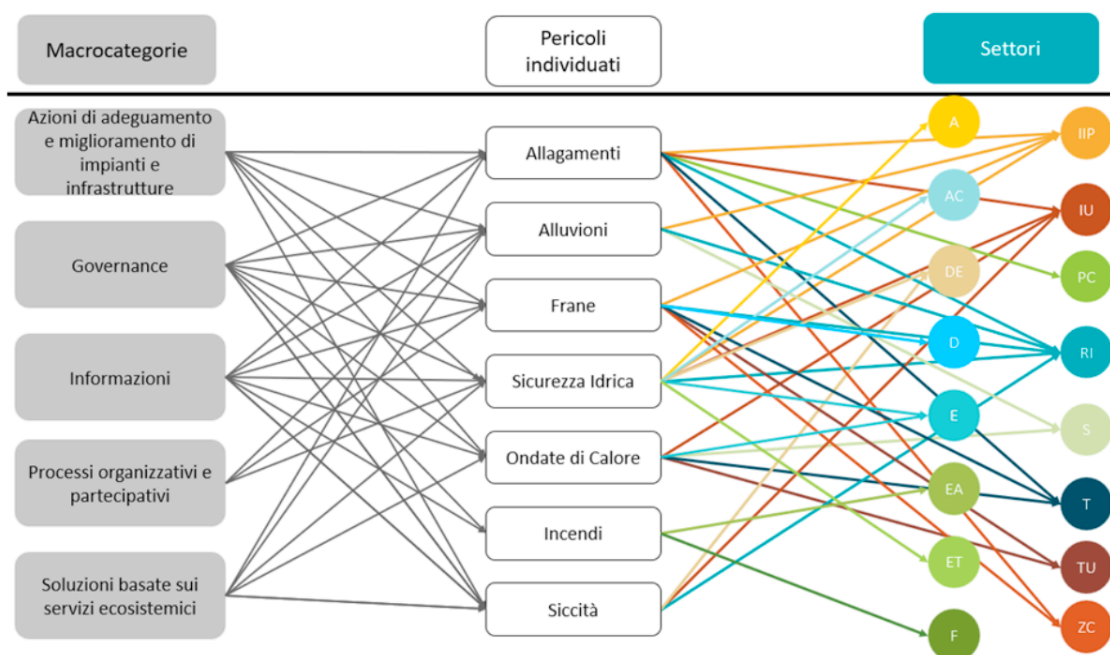 Macrocategorie
Pericoli
individuati
Settori
Azioni di adeguamento
e miglioramento di
impianti e
infrastrutture
Governance
Informazioni
Processi organizzativi e
partecipativi
Soluzioni basate sui
servizi ecosistemici
Allagamenti
Alluvioni
Frane
Sicurezza Idrica
Ondate di Calore
Incendi
Siccità
A
AC
DE
D
E
EA
ET
F
IIP
IU
PC
RI
S
T
TU
ZC